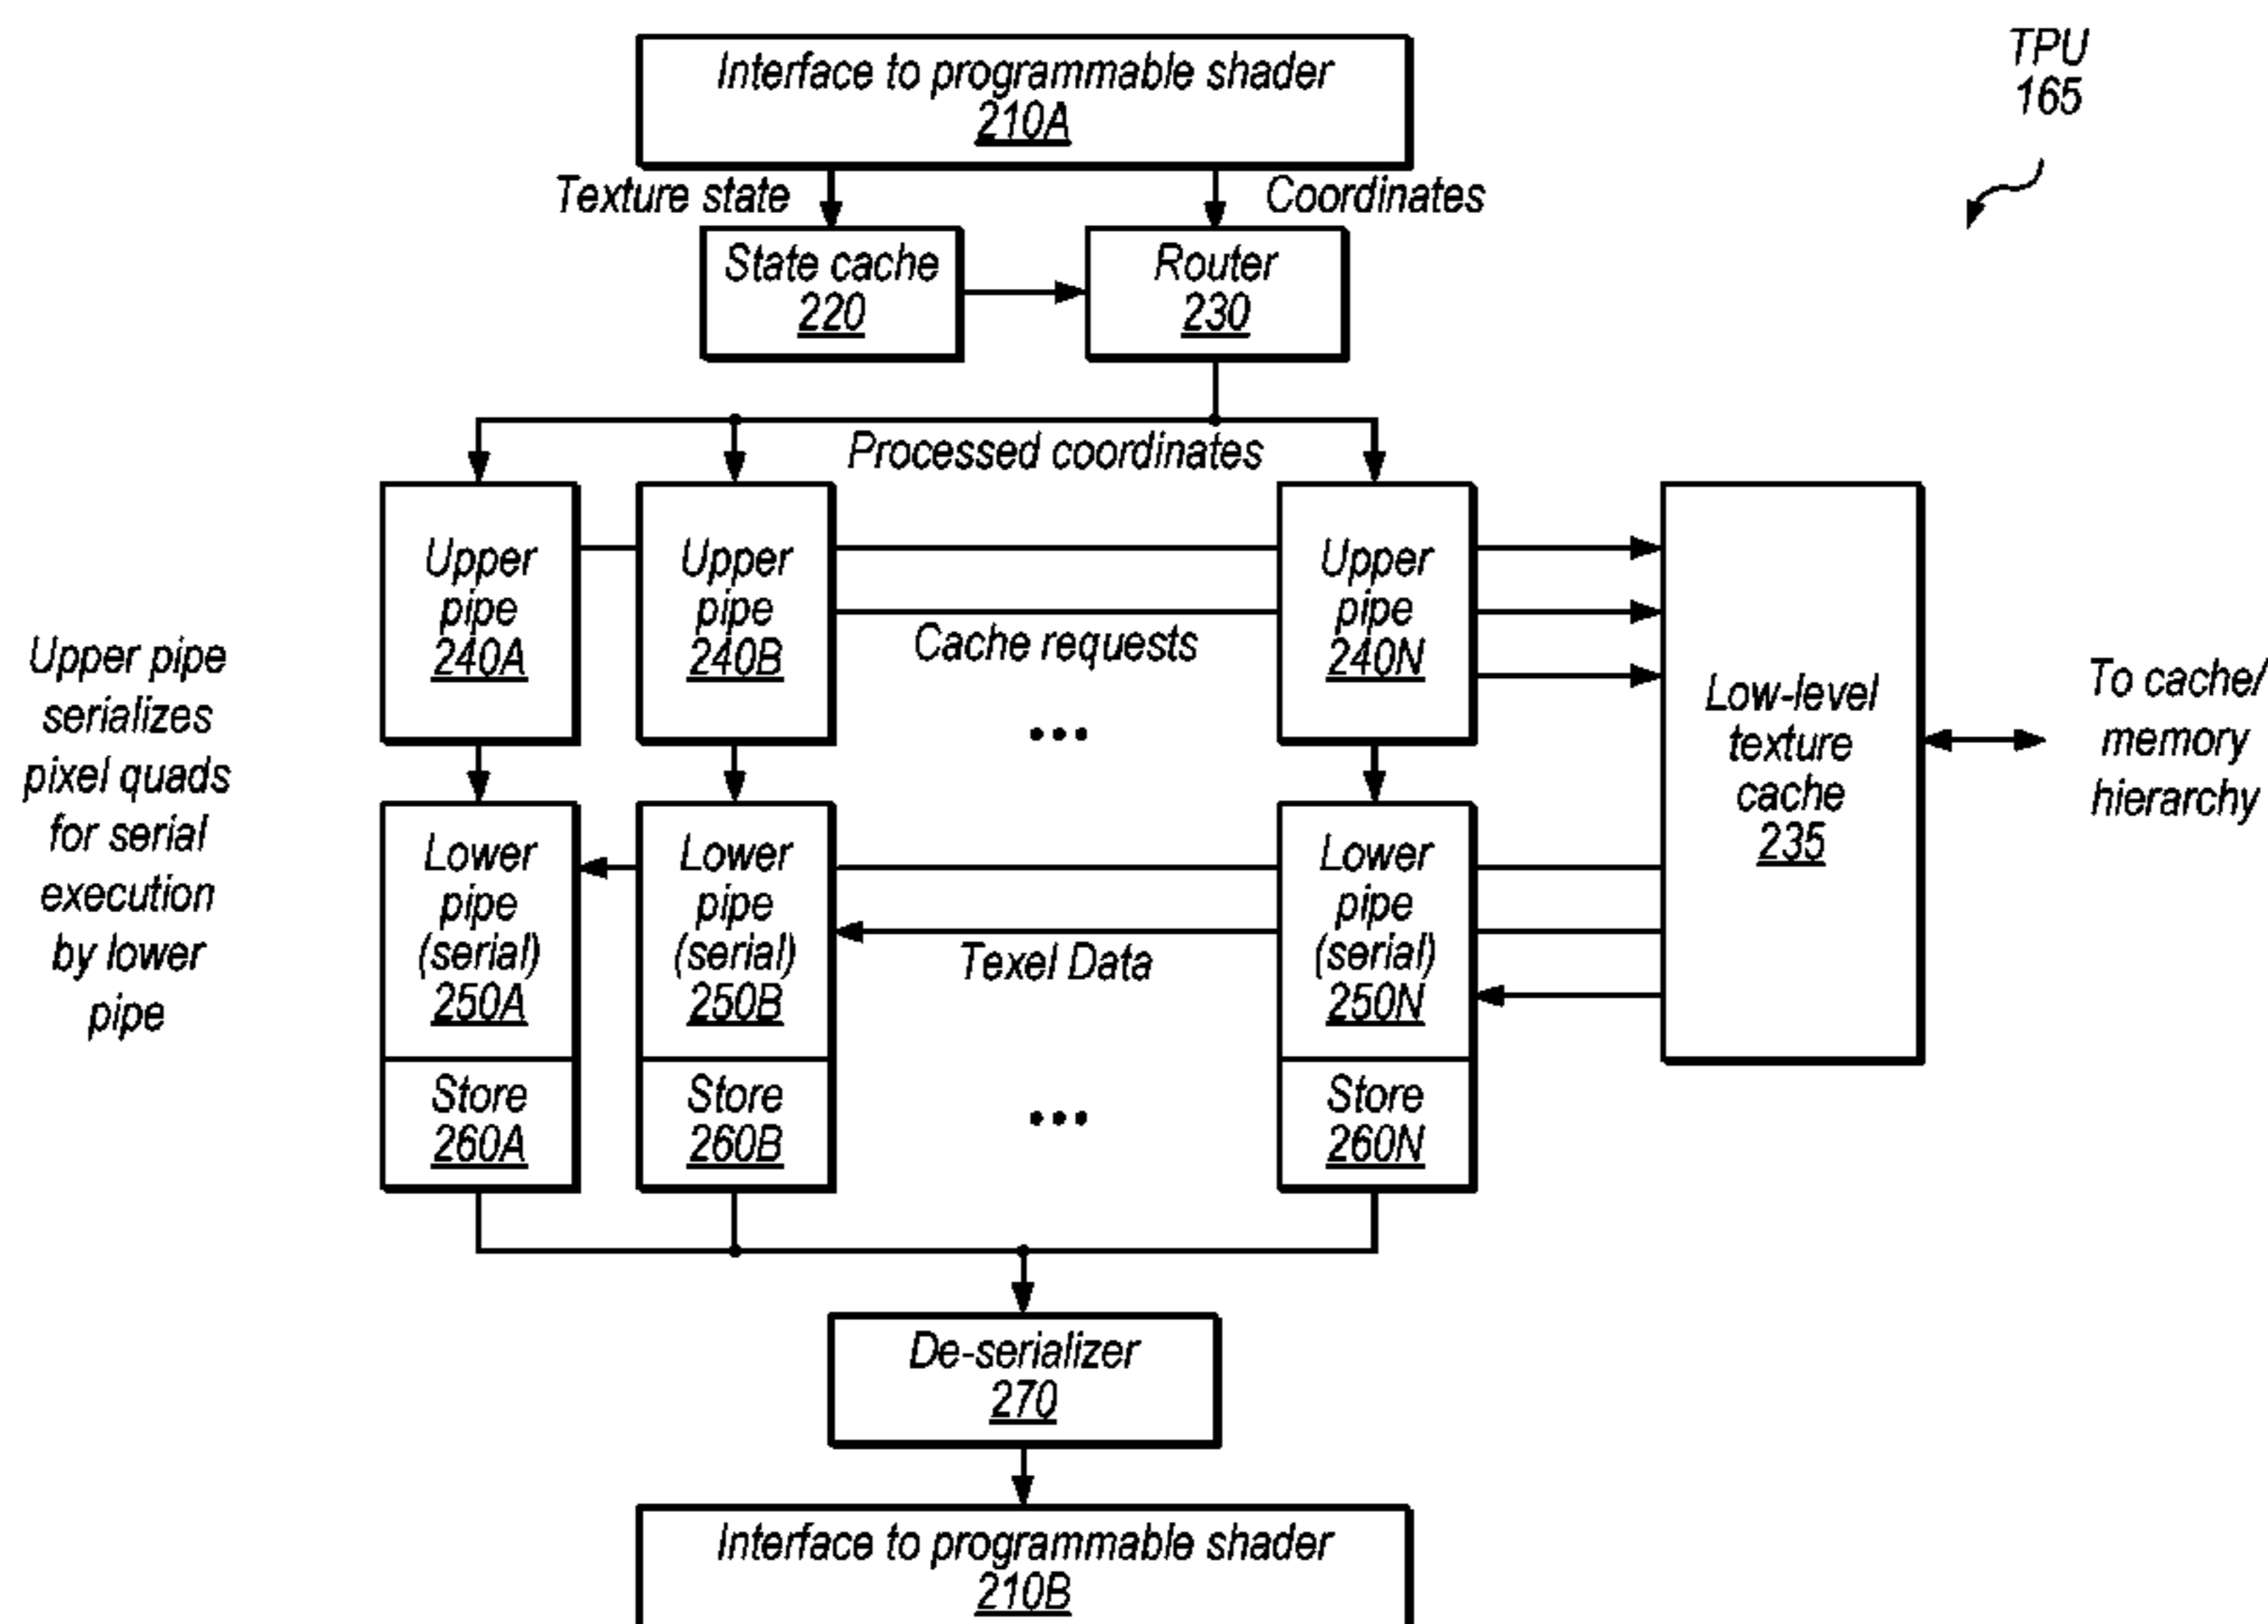 Interface to programmable shader
210A
TPU
165
Texture state
Coordinates
State cache
220
Router
230
Processed coordinates
Upper
pipe
240A
Upper
pipe
240B
Cache requests
Upper
pipe
240N
Low-level
texture
cache
235
To cache/
memory
hierarchy
Upper pipe
serializes
pixel quads
for serial
execution
by lower
pipe
•••
Lower
pipe
(serial)
250A
Lower
pipe
(serial)
250B
Texel Data
Lower
pipe
(serial)
250N
Store
260A
Store
260B
•••
Store
260N
De-serializer
270
Interface to programmable shader
210B